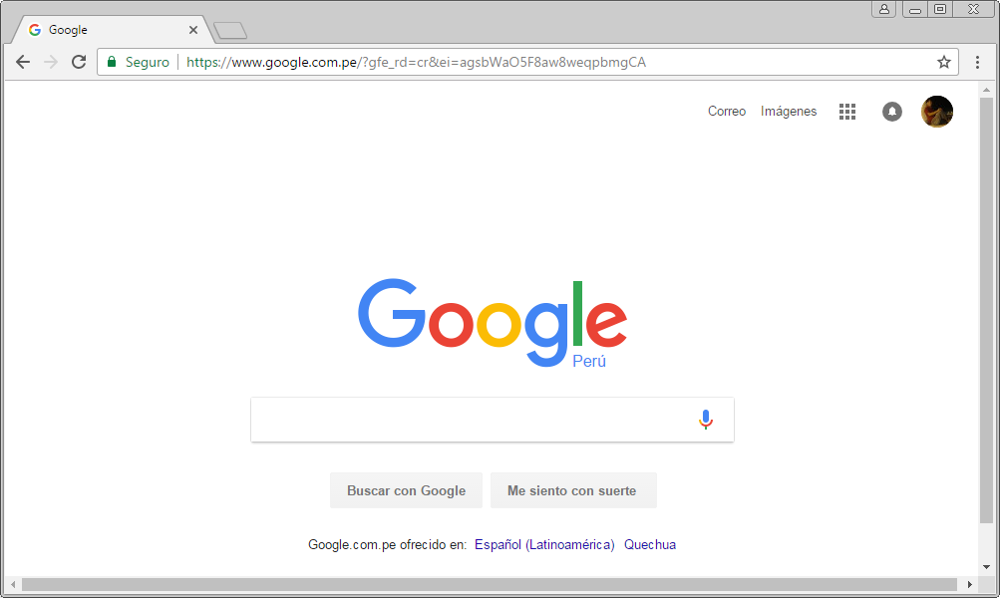 Google
Seguro https://www.google.com.pe/?gfe_rd=cr&ei=agsbWaO5F8aw8weqpbmgCA
Correo Imágenes
Google
Perú
Buscar con Google Me siento con suerte
Google.com.pe ofrecido en: Español (Latinoamérica) Quechua